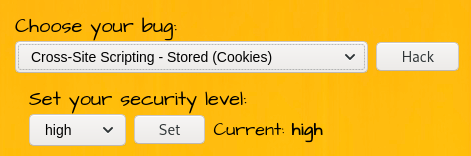 Choose your bug:
Cross-Site Scripting - Stored (Cookies) Hack
Set your security level:
high Set Current: high